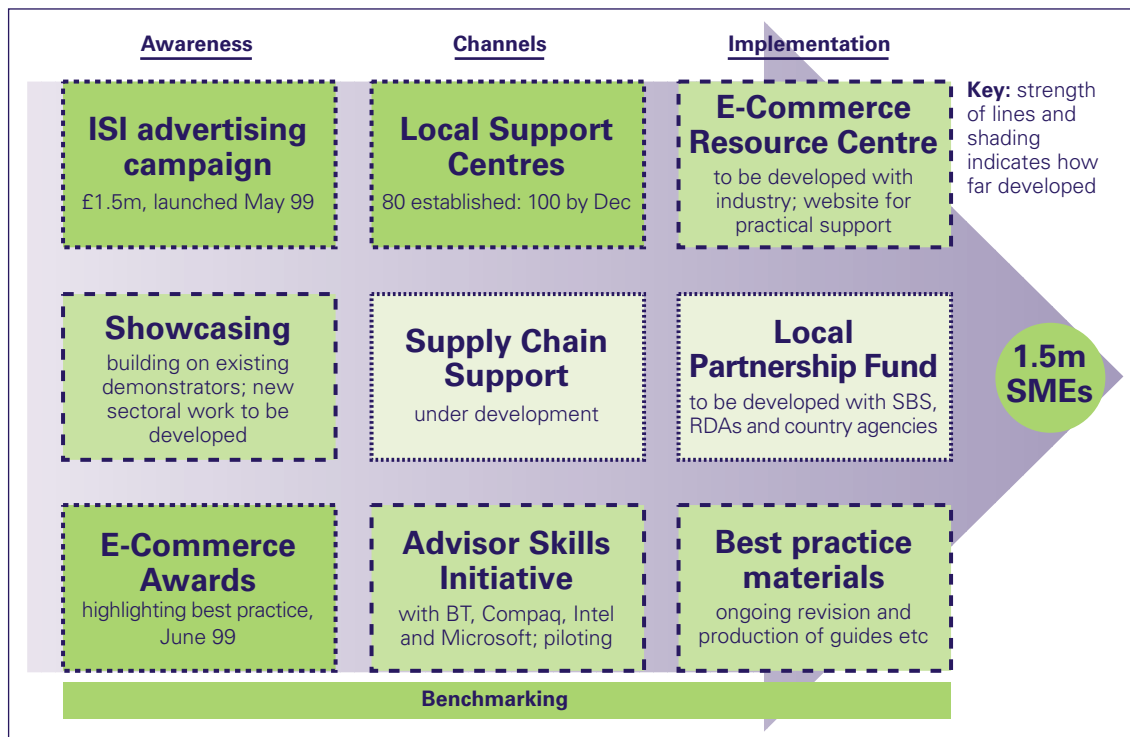 Awareness
Channels
Implementation
ISI advertising
campaign
£1.5m, launched May 99
Local Support
Centres
80 established: 100 by Dec
E-Commerce
Resource Centre
to be developed with
industry; website for
practical support
Key: strength
of lines and
shading
indicates how
far developed
Showcasing
building on existing
demonstrators; new
sectoral work to be
developed
Supply Chain
Support
under development
Local
Partnership Fund
to be developed with SBS,
RDAs and country agencies
1.5m
SMEs
E-Commerce
Awards
highlighting best practice,
June 99
Advisor Skills
Initiative
with BT, Compaq, Intel
and Microsoft; piloting
Best practice
materials
ongoing revision and
production of guides etc
Benchmarking